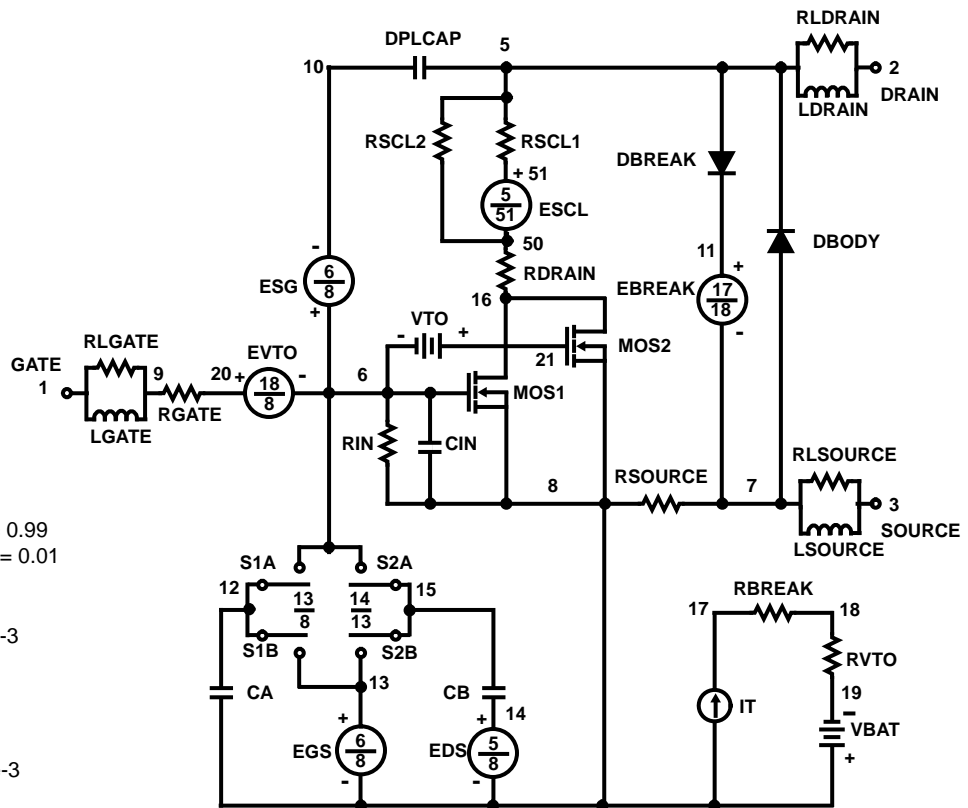 RLDRAIN
DPLCAP 5
10
2
DRAIN
LDRAIN
RSCL2 RSCL1
+ 51
DBREAK
5
51
ESCL
50
11
DBODY
-
6
8
ESG
+
RDRAIN
16
+
EBREAK 17
18
-
- VTO +
MOS2
21
GATE
1
RLGATE
9
20
EVTO
+ 18
8 -
6
MOS1
RGATE
LGATE
RIN
CIN
RLSOURCE
8
RSOURCE
7
3
SOURCE
LSOURCE
0.99
= 0.01
S1A S2A
12 15
13
8
14
13
S1B S2B
RBREAK
17 18
-3
13
CA
CB
RVTO
14
19
IT
-
VBAT
+
+
EGS 6
8
-
+
EDS 5
8
-
-3